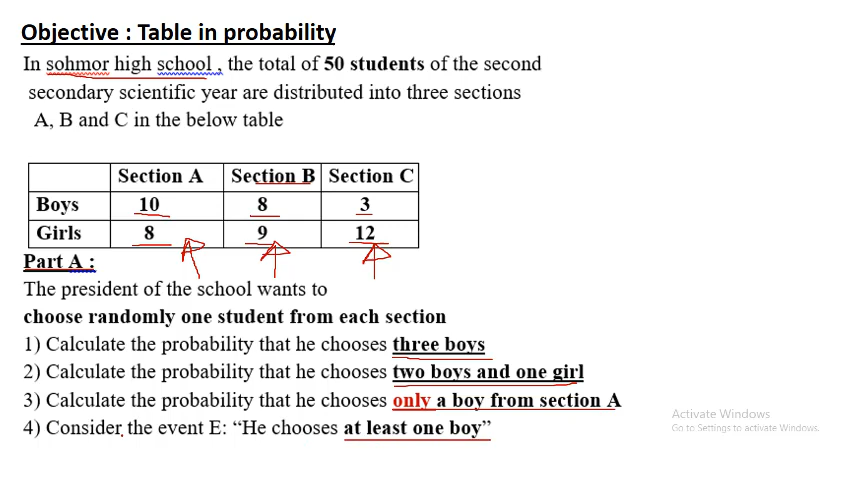 Objective : Table in probability
In sohmor high school , the total of 50 students of the second
secondary scientific year are distributed into three sections
A, B and C in the below table
Section A Section B Section C
Boys 10 8 3
Girls 8 9 12
Part A :
The president of the school wants to
choose randomly one student from each section
1) Calculate the probability that he chooses three boys
2) Calculate the probability that he chooses two boys and one girl
3) Calculate the probability that he chooses only a boy from section A
4) Consider the event E: “He chooses at least one boy”
Activate Windows
Go to Settings to activate Windows.